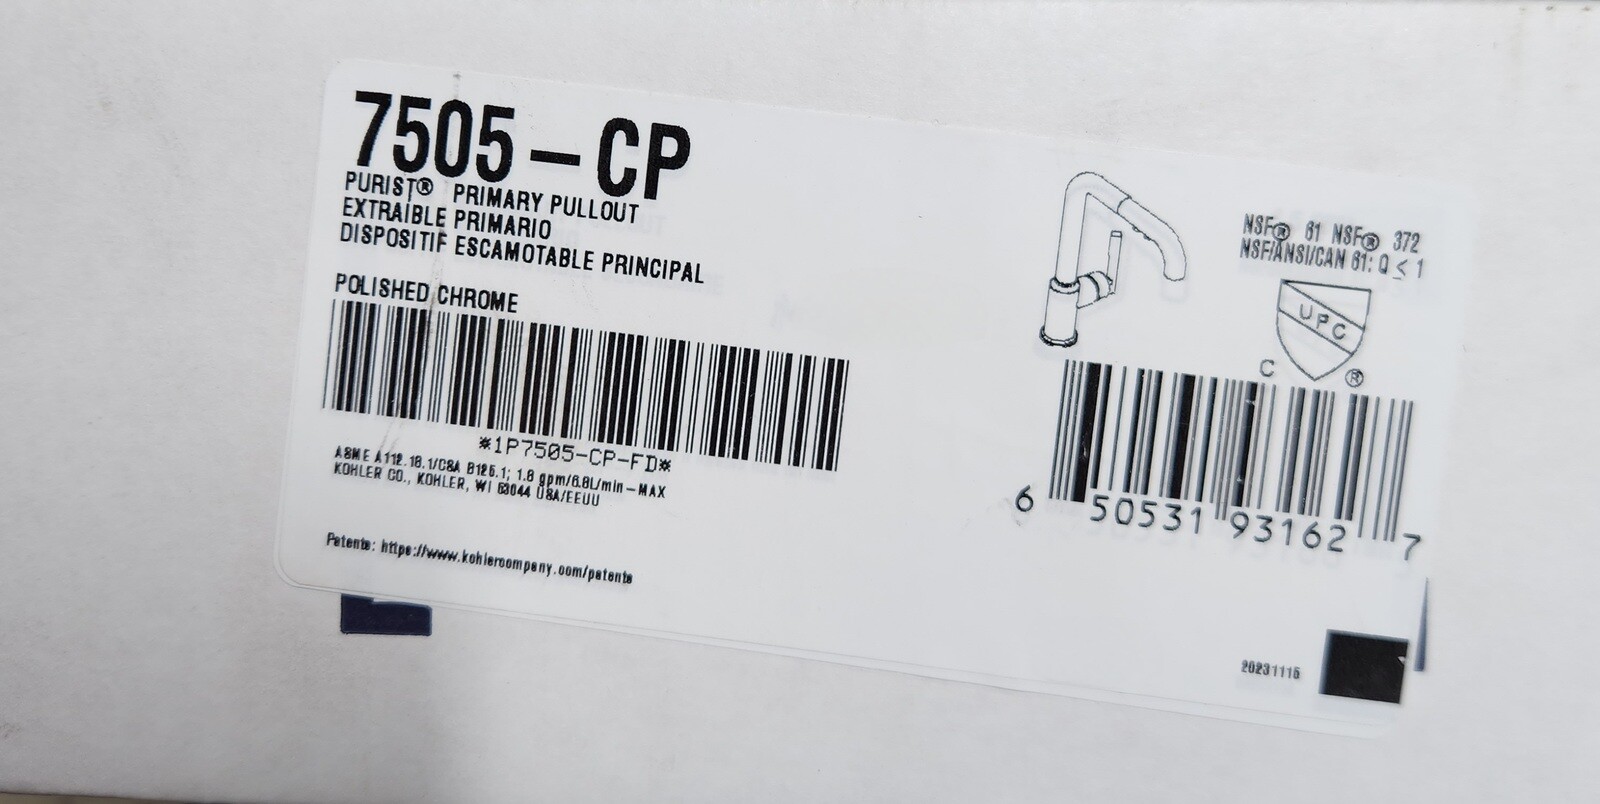 7505-CP
PURIST® PRIMARY PULLOUT
EXTRAÍBLE PRIMARIO
DISPOSITIF ESCAMOTABLE PRINCIPAL
POLISHED CHROME
*1P7505-CP-FD*
ASME A112.18.1/CSA B125.1; 1.8 gpm/6.8L/min-MAX
KOHLER CO., KOHLER, WI 53044 USA/EEUU
Patents: https://www.kohlercompany.com/patents
NSF® 61 NSF® 372
NSF/ANSI/CAN 61: Q ≤ 1
UPC
C ®
6 50531 93162 7
20231115